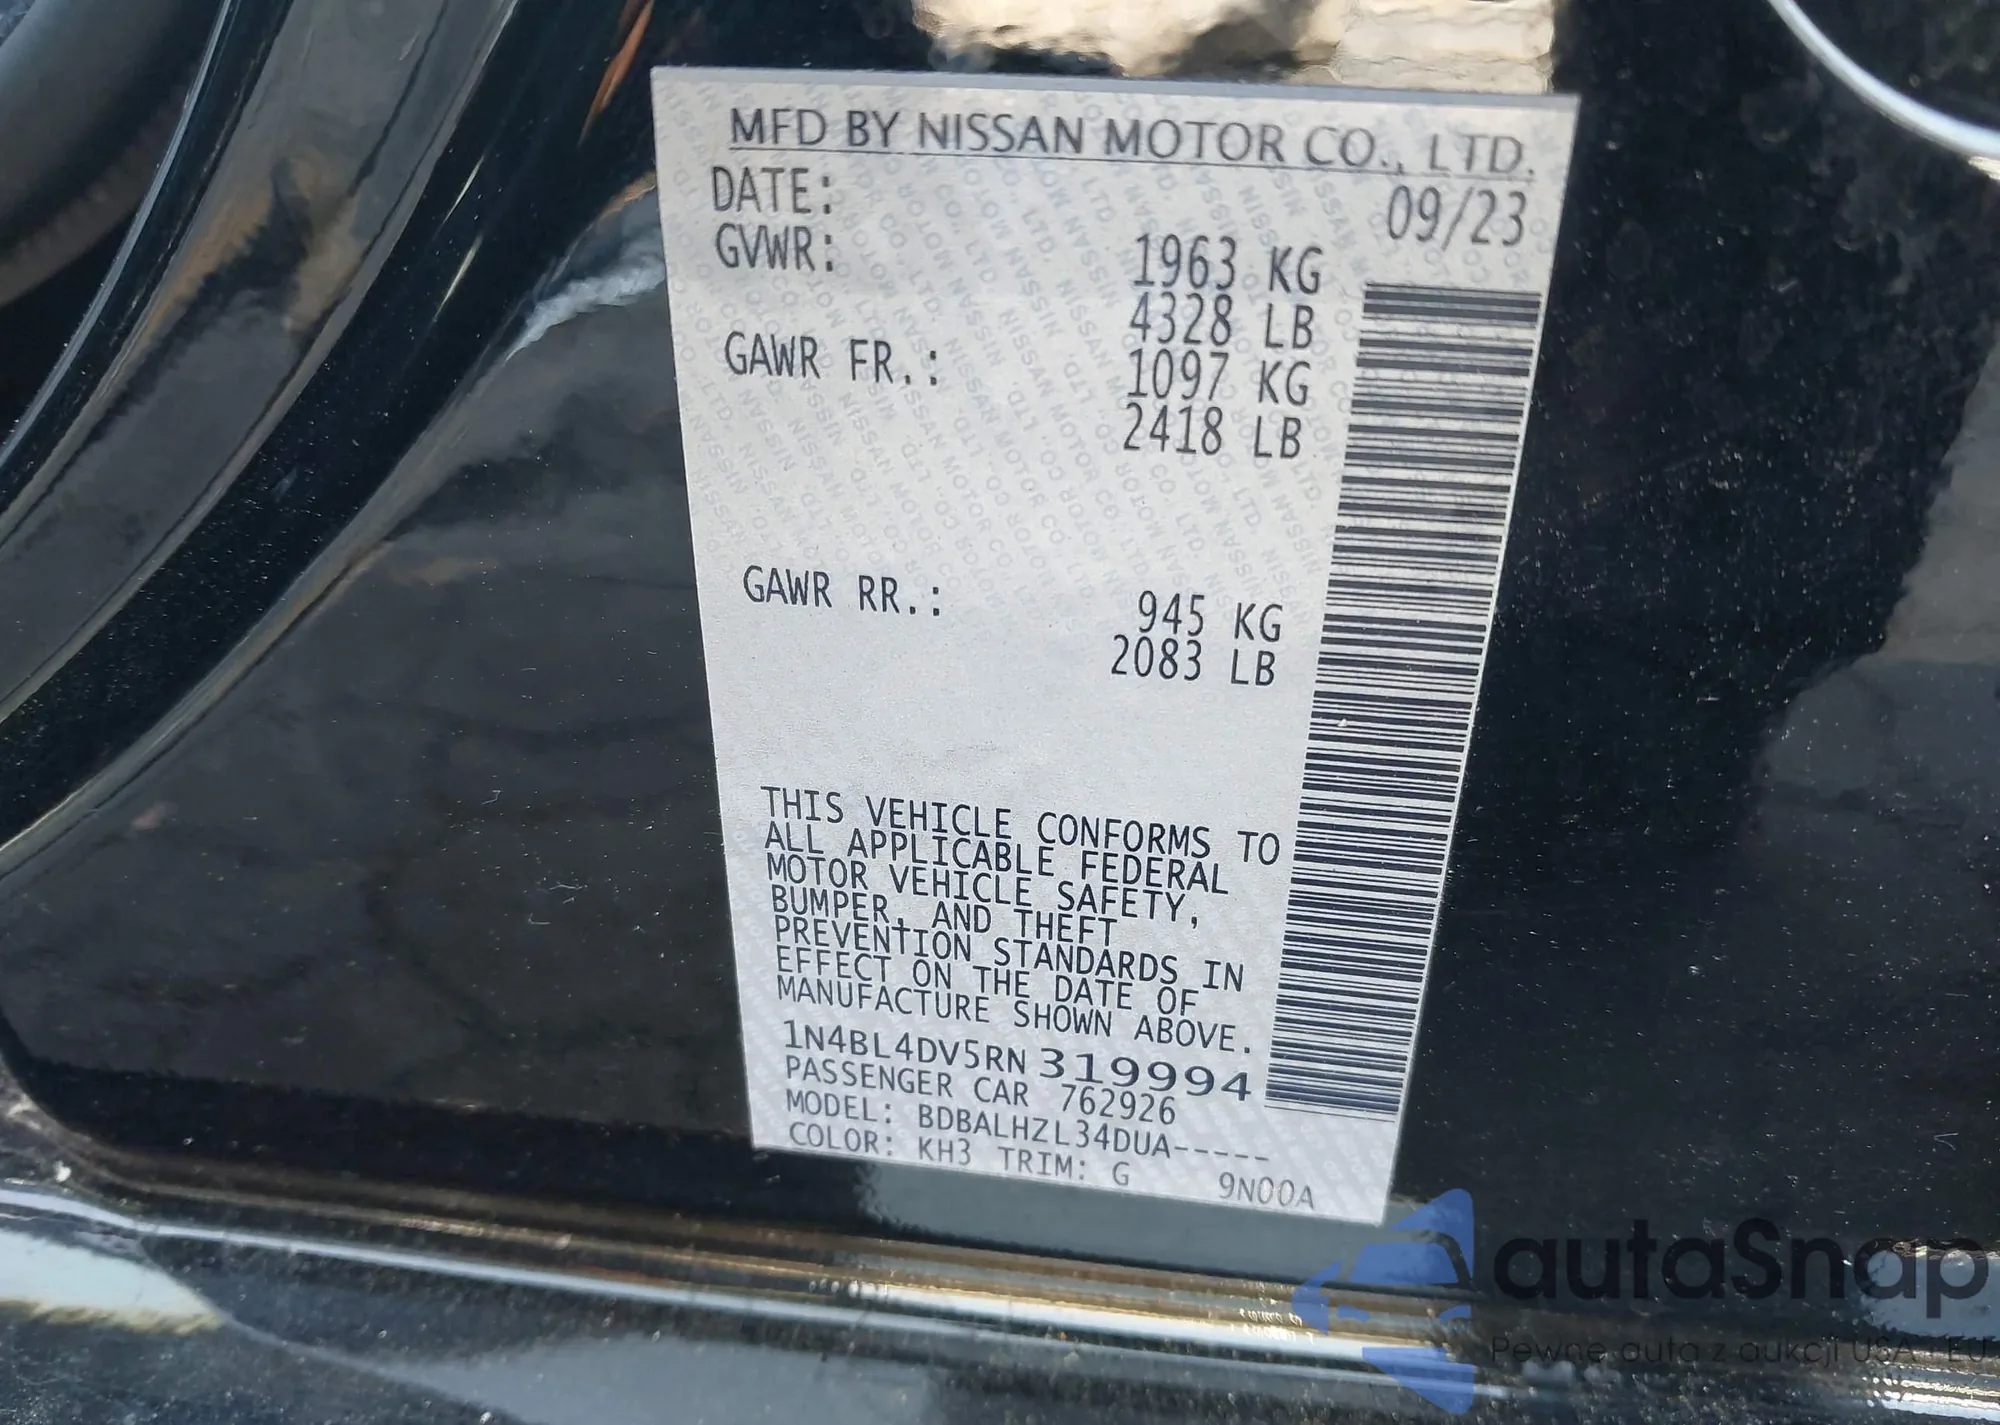 MFD BY NISSAN MOTOR CO., LTD.
DATE: 09/23
GVWR: 1963 KG
4328 LB
GAWR FR.: 1097 KG
2418 LB
GAWR RR.: 945 KG
2083 LB
THIS VEHICLE CONFORMS TO
ALL APPLICABLE FEDERAL
MOTOR VEHICLE SAFETY,
BUMPER, AND THEFT
PREVENTION STANDARDS IN
EFFECT ON THE DATE OF
MANUFACTURE SHOWN ABOVE.
1N4BL4DV5RN 319994
PASSENGER CAR 762926
MODEL: BDBALHZL34DUA-----
COLOR: KH3 TRIM: G 9N00A
autaSnap
Pewne auta z aukcji USA i EU